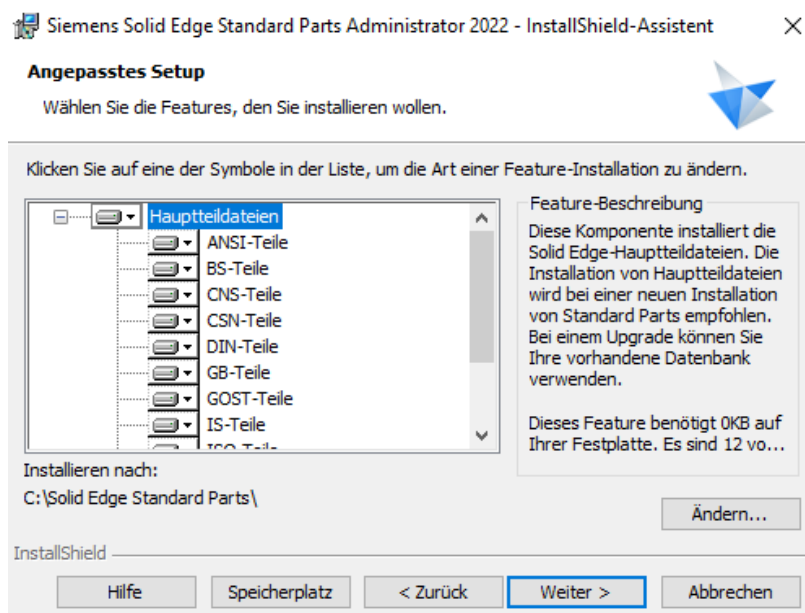 Siemens Solid Edge Standard Parts Administrator 2022 - InstallShield-Assistent
Angepasstes Setup
Wählen Sie die Features, den Sie installieren wollen.
Klicken Sie auf eine der Symbole in der Liste, um die Art einer Feature-Installation zu ändern.
Hauptteildateien
ANSI-Teile
BS-Teile
CNS-Teile
CSN-Teile
DIN-Teile
GB-Teile
GOST-Teile
IS-Teile
ISO-Teile
Feature-Beschreibung
Diese Komponente installiert die
Solid Edge-Hauptteildateien. Die
Installation von Hauptteildateien
wird bei einer neuen Installation
von Standard Parts empfohlen.
Bei einem Upgrade können Sie
Ihre vorhandene Datenbank
verwenden.
Dieses Feature benötigt 0KB auf
Ihrer Festplatte. Es sind 12 vo...
Installieren nach:
C:\Solid Edge Standard Parts\
Ändern...
InstallShield
Hilfe
Speicherplatz
< Zurück
Weiter >
Abbrechen